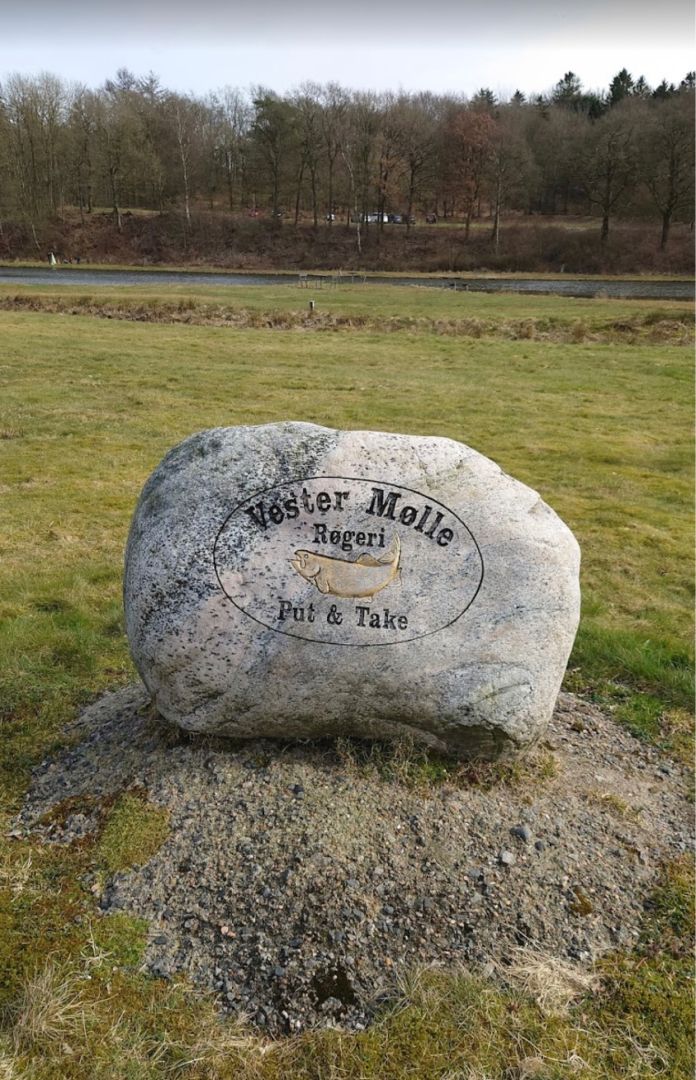 Vester Mølle
Røgeri
Put & Take